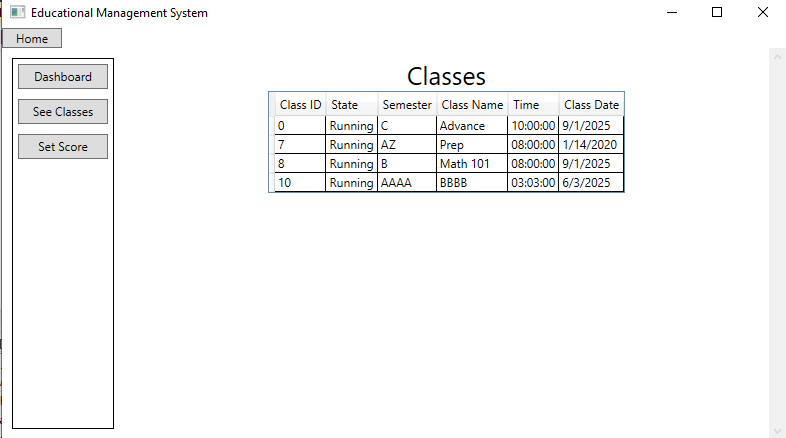 Educational Management System
Home
Dashboard
See Classes
Set Score
Classes
Class ID State Semester Class Name Time Class Date
0 Running C Advance 10:00:00 9/1/2025
7 Running AZ Prep 08:00:00 1/14/2020
8 Running B Math 101 08:00:00 9/1/2025
10 Running AAAA BBBB 03:03:00 6/3/2025